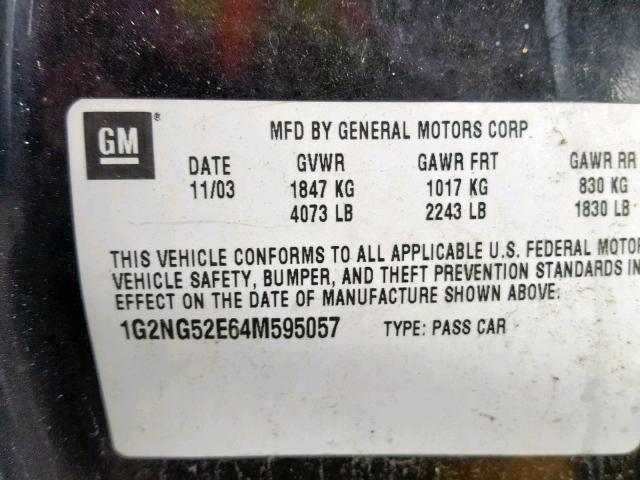 GM ® MFD BY GENERAL MOTORS CORP.
DATE GVWR GAWR FRT GAWR RR
11/03 1847 KG 1017 KG 830 KG
4073 LB 2243 LB 1830 LB
THIS VEHICLE CONFORMS TO ALL APPLICABLE U.S. FEDERAL MOTOR
VEHICLE SAFETY, BUMPER, AND THEFT PREVENTION STANDARDS IN
EFFECT ON THE DATE OF MANUFACTURE SHOWN ABOVE.
1G2NG52E64M595057 TYPE: PASS CAR